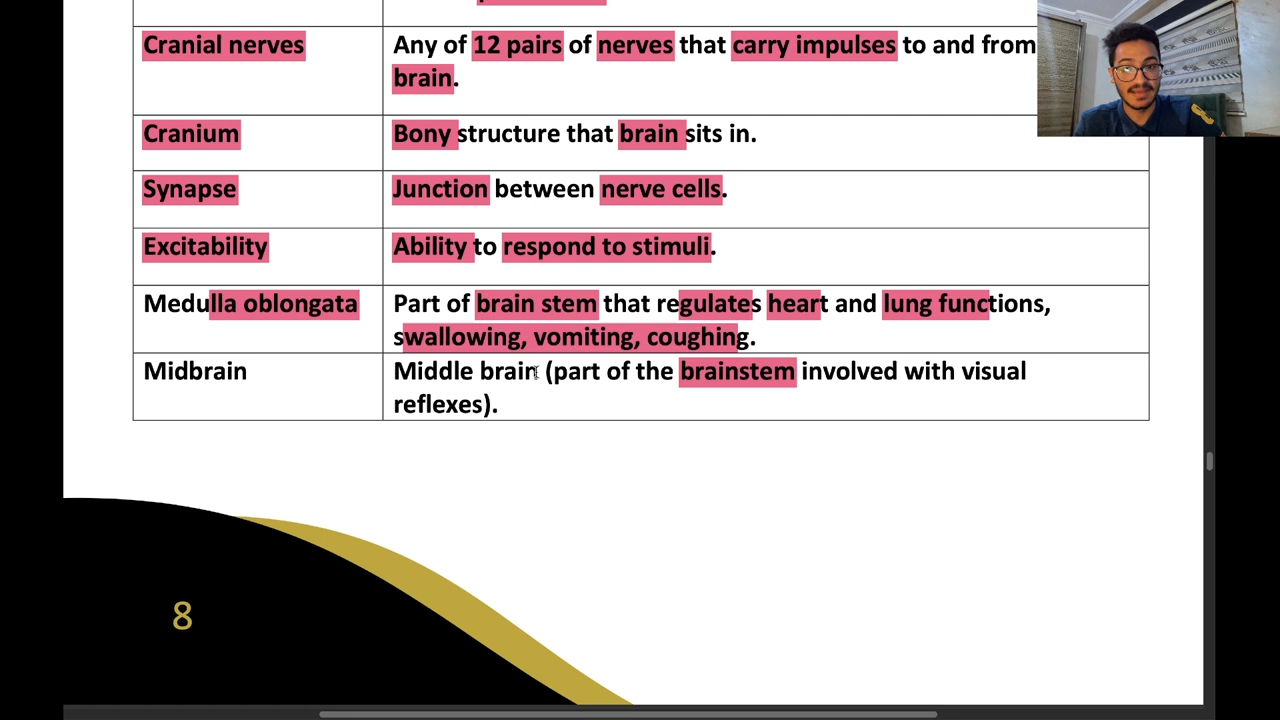 Cranial nerves
Any of 12 pairs of nerves that carry impulses to and from
brain.
Cranium
Bony structure that brain sits in.
Synapse
Junction between nerve cells.
Excitability
Ability to respond to stimuli.
Medulla oblongata
Part of brain stem that regulates heart and lung functions,
swallowing, vomiting, coughing.
Midbrain
Middle brain (part of the brainstem involved with visual
reflexes).
8